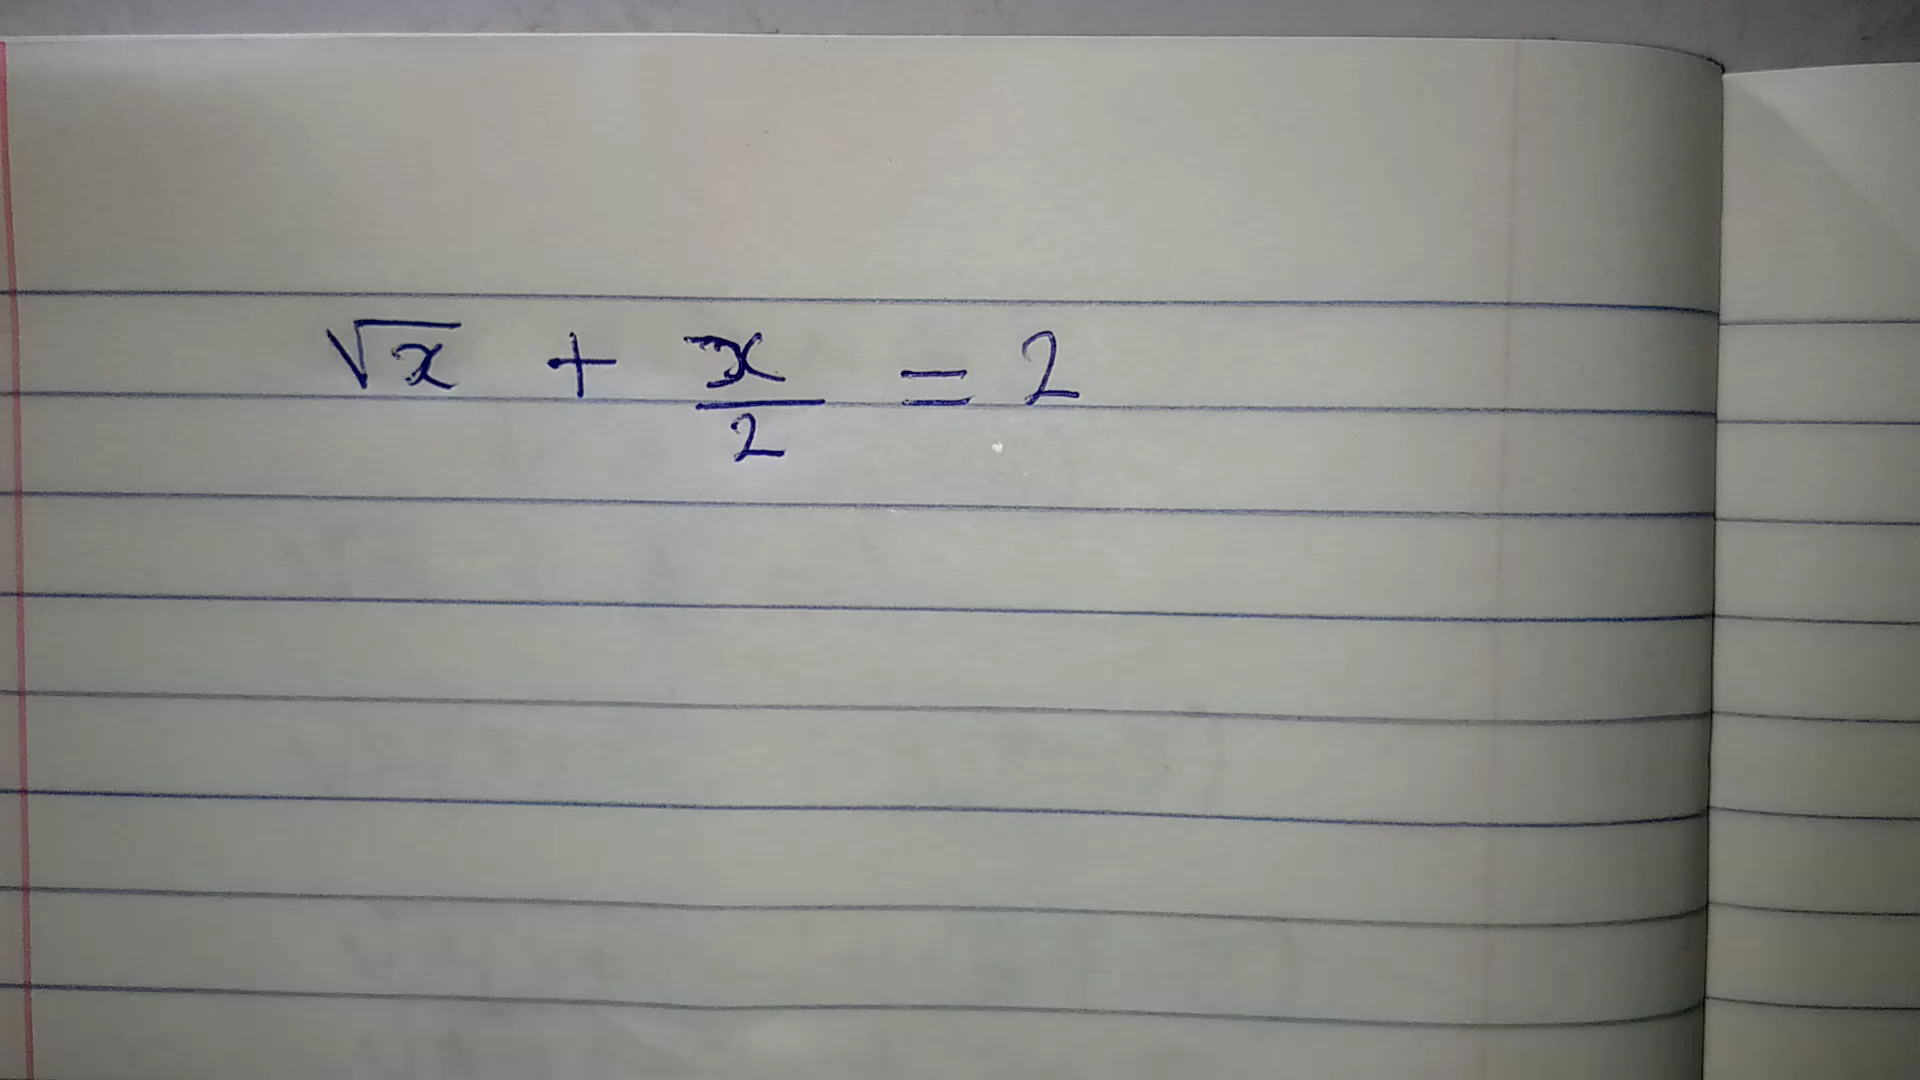 √x + x/2 = 2